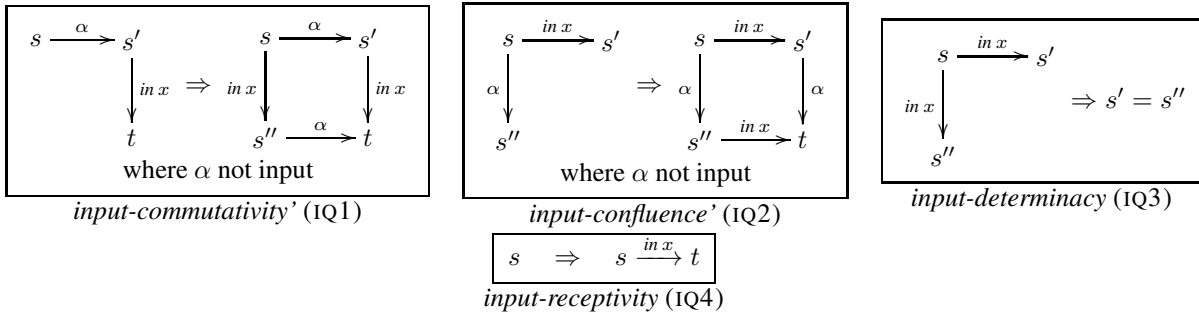 s α s′ s α s′
in x ⇒ in x in x
t s″ α t
where α not input
input-commutativity’ (IQ1)
s in x s′ s in x s′
α ⇒ α α
s″ s″ in x t
where α not input
input-confluence’ (IQ2)
s in x s′
in x ⇒ s′ = s″
s″
input-determinacy (IQ3)
s ⇒ s in x t
input-receptivity (IQ4)